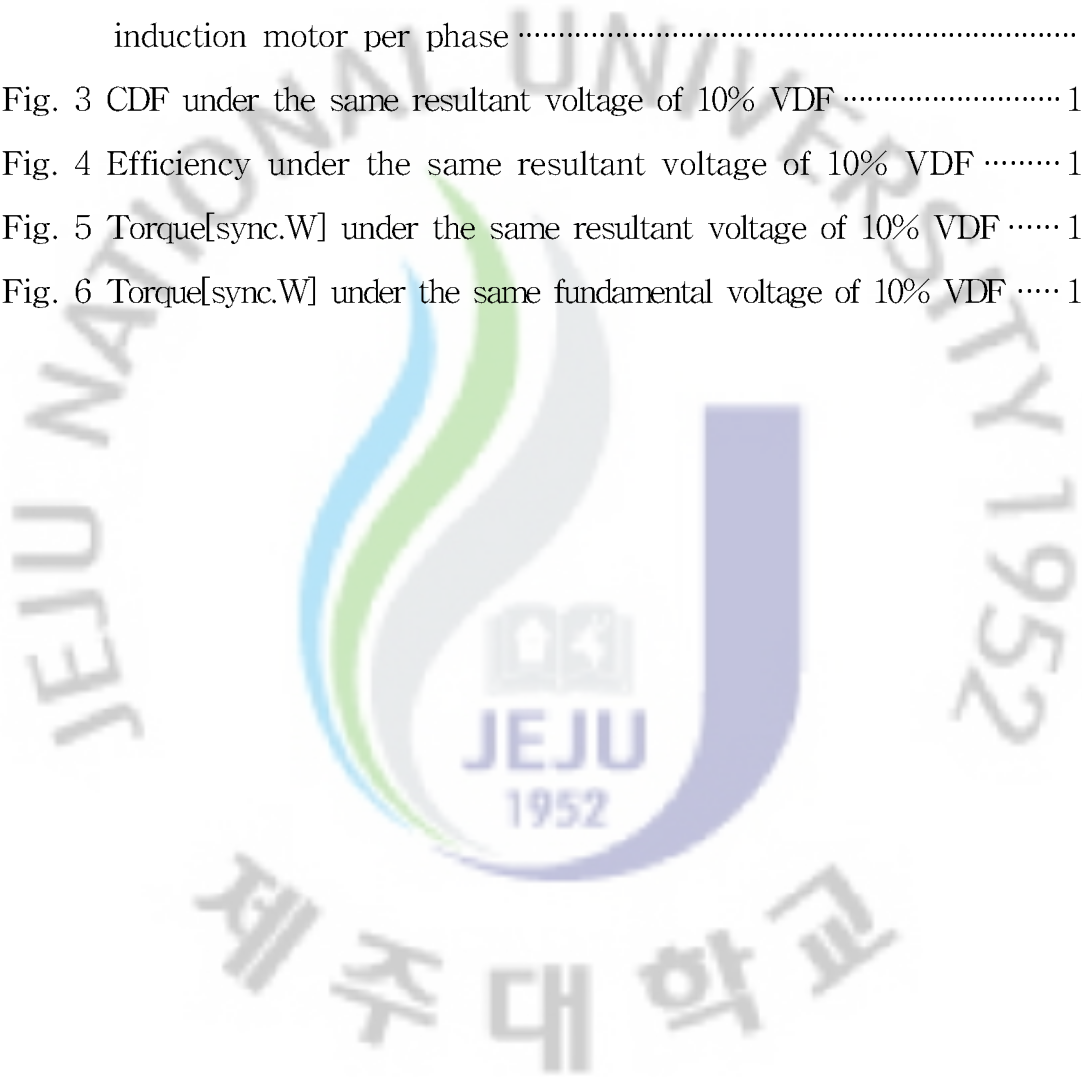 induction motor per phase ······································································
Fig. 3 CDF under the same resultant voltage of 10% VDF ··························· 1
Fig. 4 Efficiency under the same resultant voltage of 10% VDF ········· 1
Fig. 5 Torque[sync.W] under the same resultant voltage of 10% VDF ······ 1
Fig. 6 Torque[sync.W] under the same fundamental voltage of 10% VDF ····· 1
JEJU NATIONAL UNIVERSITY 1952
JEJU
1952
제주대학교